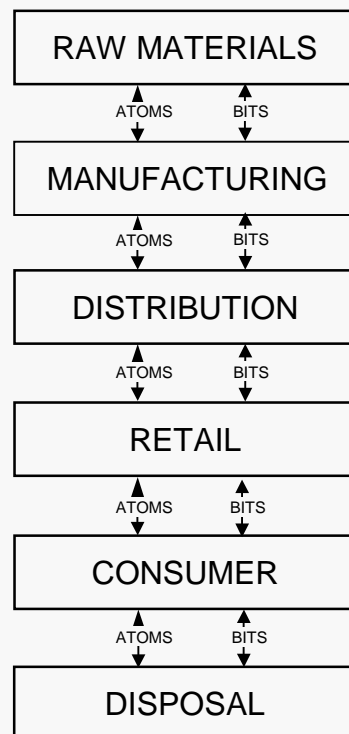 RAW MATERIALS
ATOMS BITS
MANUFACTURING
ATOMS BITS
DISTRIBUTION
ATOMS BITS
RETAIL
ATOMS BITS
CONSUMER
ATOMS BITS
DISPOSAL